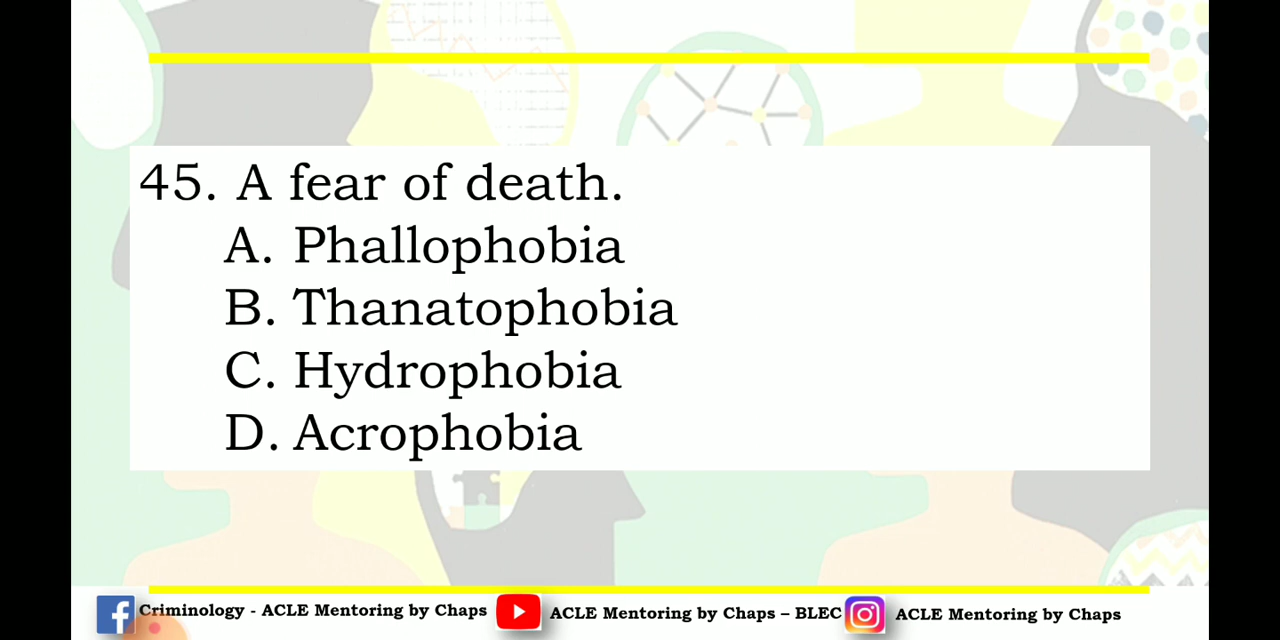 45. A fear of death.
A. Phallophobia
B. Thanatophobia
C. Hydrophobia
D. Acrophobia
Criminology - ACLE Mentoring by Chaps
ACLE Mentoring by Chaps – BLEC
ACLE Mentoring by Chaps